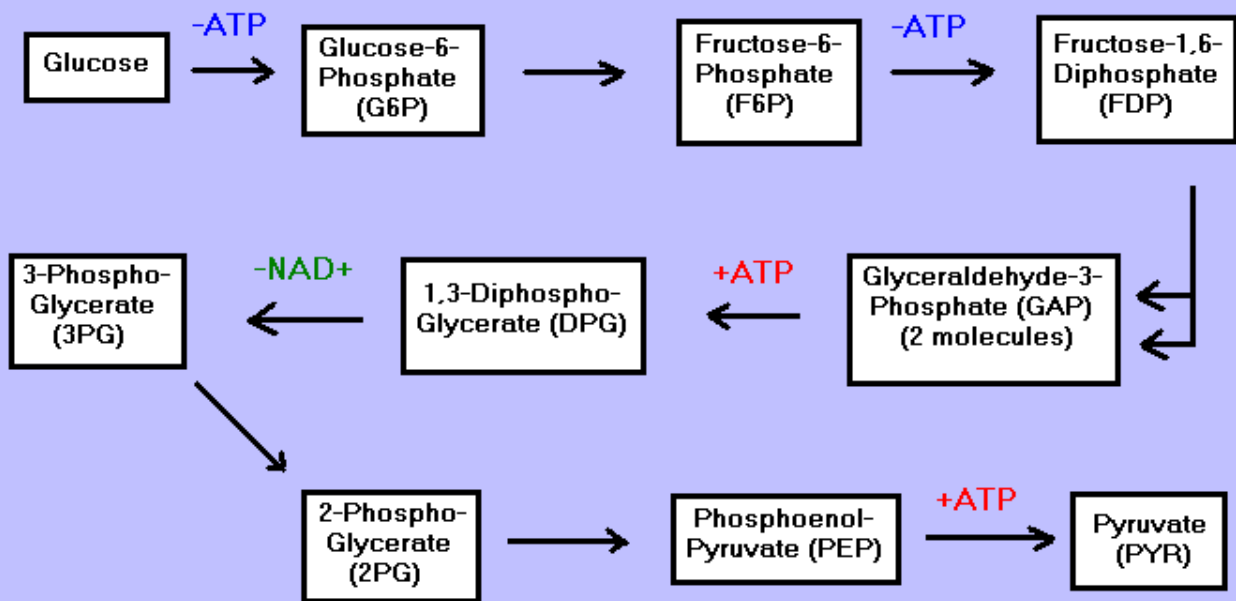 -ATP
Glucose
Glucose-6-
Phosphate
(G6P)
Fructose-6-
Phosphate
(F6P)
-ATP
Fructose-1,6-
Diphosphate
(FDP)
3-Phospho-
Glycerate
(3PG)
-NAD+
1,3-Diphospho-
Glycerate (DPG)
+ATP
Glyceraldehyde-3-
Phosphate (GAP)
(2 molecules)
2-Phospho-
Glycerate
(2PG)
Phosphoenol-
Pyruvate (PEP)
+ATP
Pyruvate
(PYR)